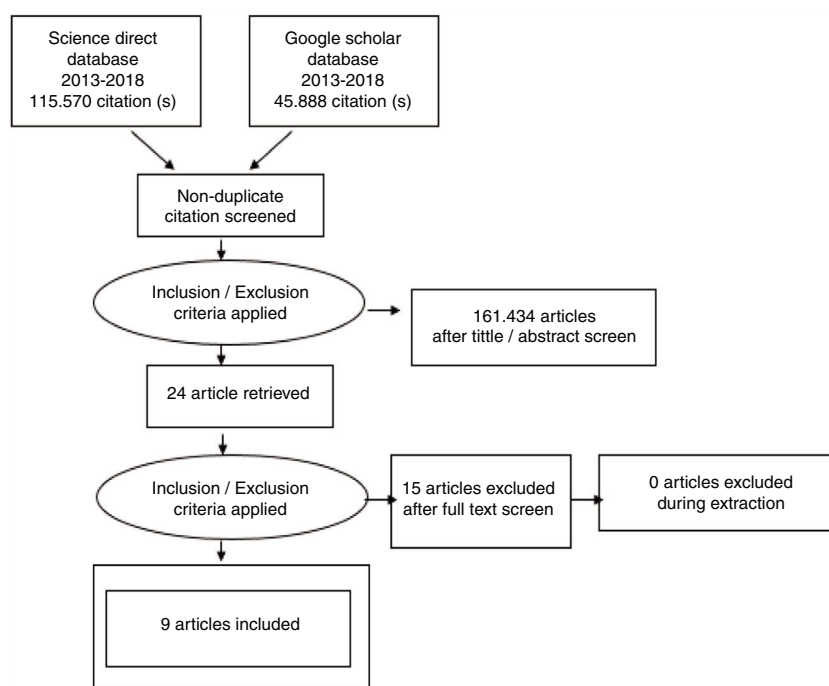 Science direct
database
2013-2018
115.570 citation (s)
Google scholar
database
2013-2018
45.888 citation (s)
Non-duplicate
citation screened
Inclusion / Exclusion
criteria applied
161.434 articles
after tittle / abstract screen
24 article retrieved
Inclusion / Exclusion
criteria applied
15 articles excluded
after full text screen
0 articles excluded
during extraction
9 articles included